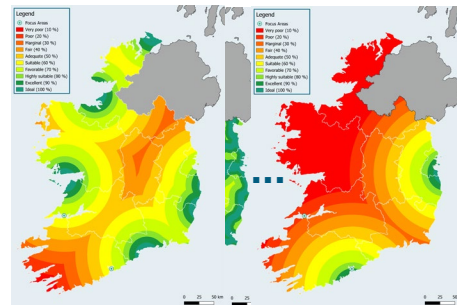 Legend
Focus Areas
Very poor (10 %)
Poor (20 %)
Marginal (30 %)
Fair (40 %)
Adequate (50 %)
Suitable (60 %)
Favorable (70 %)
Highly suitable (80 %)
Excellent (90 %)
Ideal (100 %)
0 25 50 km
Legend
Focus Areas
Very poor (10 %)
Poor (20 %)
Marginal (30 %)
Fair (40 %)
Adequate (50 %)
Suitable (60 %)
Favorable (70 %)
Highly suitable (80 %)
Excellent (90 %)
Ideal (100 %)
0 25 50